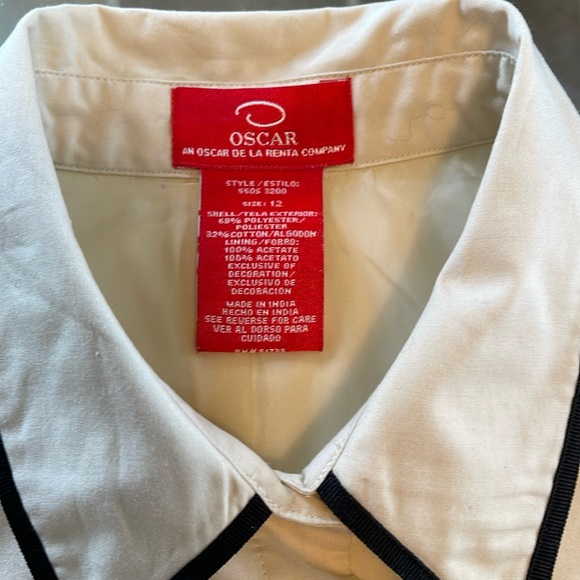 OSCAR
AN OSCAR DE LA RENTA COMPANY
STYLE/ESTILO:
5505 3200
SIZE: 12
SHELL/TELA EXTERIOR:
68% POLYESTER/
POLIESTER
32% COTTON/ALGODON
LINING/FORRO:
100% ACETATE
100% ACETATO
EXCLUSIVE OF
DECORATION/
EXCLUSIVO DE
DECORACION
MADE IN INDIA
HECHO EN INDIA
SEE REVERSE FOR CARE
VER AL DORSO PARA
CUIDADO